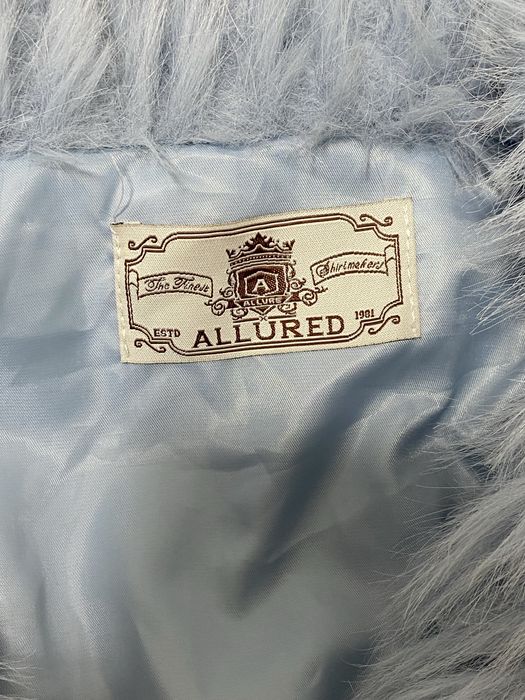 The Finest
Shirtmakers
A
ALLURE
ESTD
1981
ALLURED